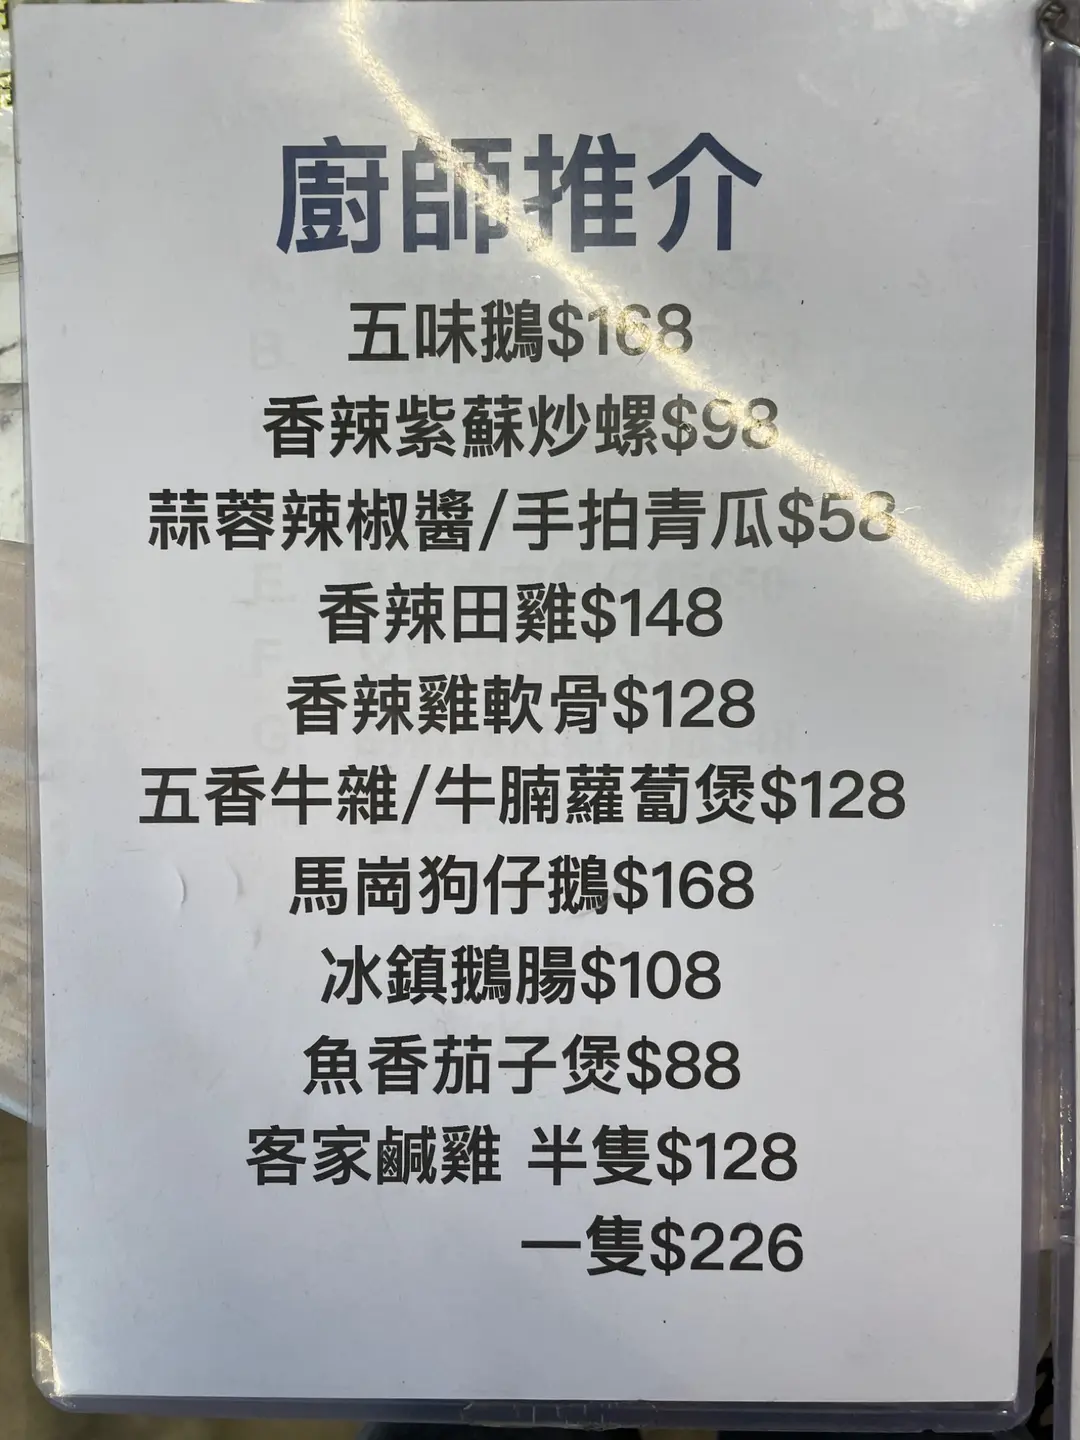 廚師推介
五味鵝$168
香辣紫蘇炒螺$98
蒜蓉辣椒醬/手拍青瓜$58
香辣田雞$148
香辣雞軟骨$128
五香牛雜/牛腩蘿蔔煲$128
馬崗狗仔鵝$168
冰鎮鵝腸$108
魚香茄子煲$88
客家鹹雞 半隻$128
一隻$226